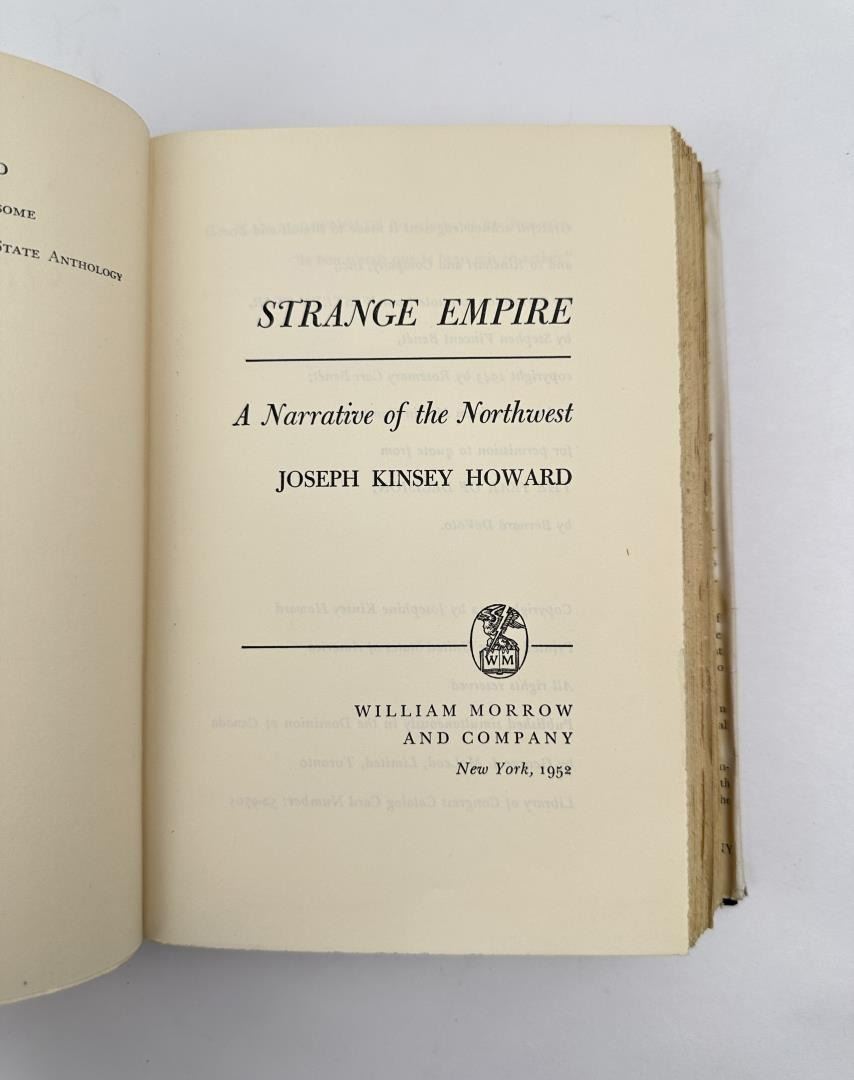 D
SOME
STATE ANTHOLOGY
STRANGE EMPIRE
A Narrative of the Northwest
JOSEPH KINSEY HOWARD
W M
WILLIAM MORROW
AND COMPANY
New York, 1952